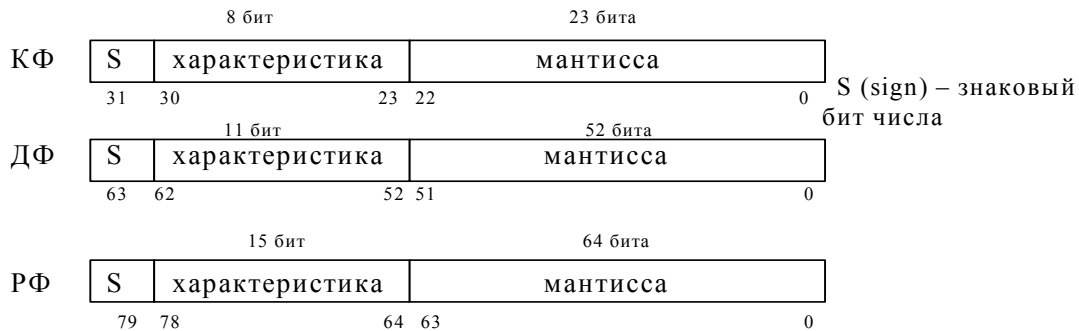 8 бит 23 бита
КФ S характеристика мантисса
31 30 23 22 0
S (sign) – знаковый
бит числа
11 бит 52 бита
ДФ S характеристика мантисса
63 62 52 51 0
15 бит 64 бита
РФ S характеристика мантисса
79 78 64 63 0